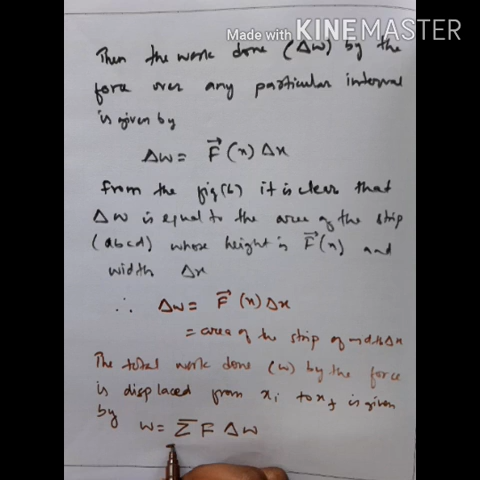 Made with KINEMASTER
Then the work done (ΔW) by the
force over any particular interval
is given by
ΔW = F⃗ (x) Δx
From the fig(b) it is clear that
ΔW is equal to the area of the strip
(abcd) whose height is F⃗(x) and
width Δx
∴ ΔW = F⃗ (x) Δx
= area of the strip of width Δx
The total work done (W) by the force
is displaced from xi to xf is given
by
W = Σ F ΔW